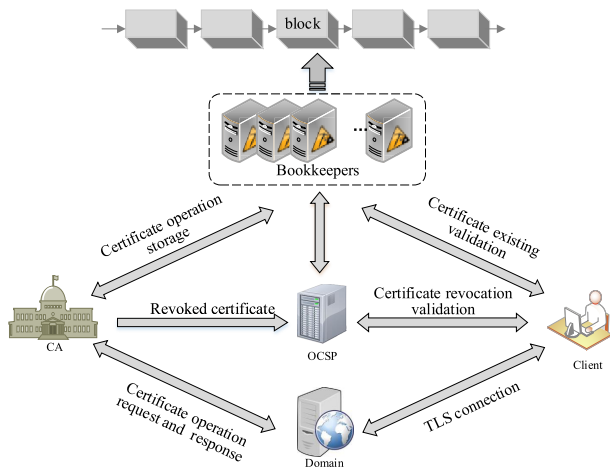 block
...
Bookkeepers
Certificate operation
storage
Certificate existing
validation
Revoked certificate
Certificate revocation
validation
CA
OCSP
Client
Certificate operation
request and response
TLS connection
Domain